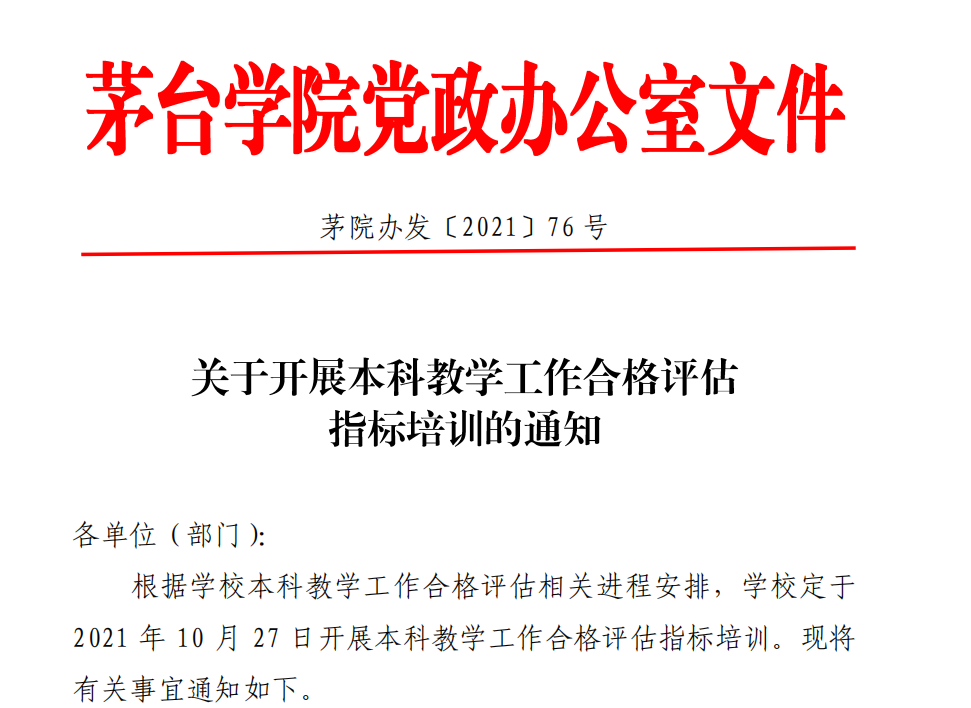 茅台学院党政办公室文件
茅院办发〔2021〕76 号
关于开展本科教学工作合格评估
指标培训的通知
各单位（部门）：
根据学校本科教学工作合格评估相关进程安排，学校定于
2021 年 10 月 27 日开展本科教学工作合格评估指标培训。现将
有关事宜通知如下。